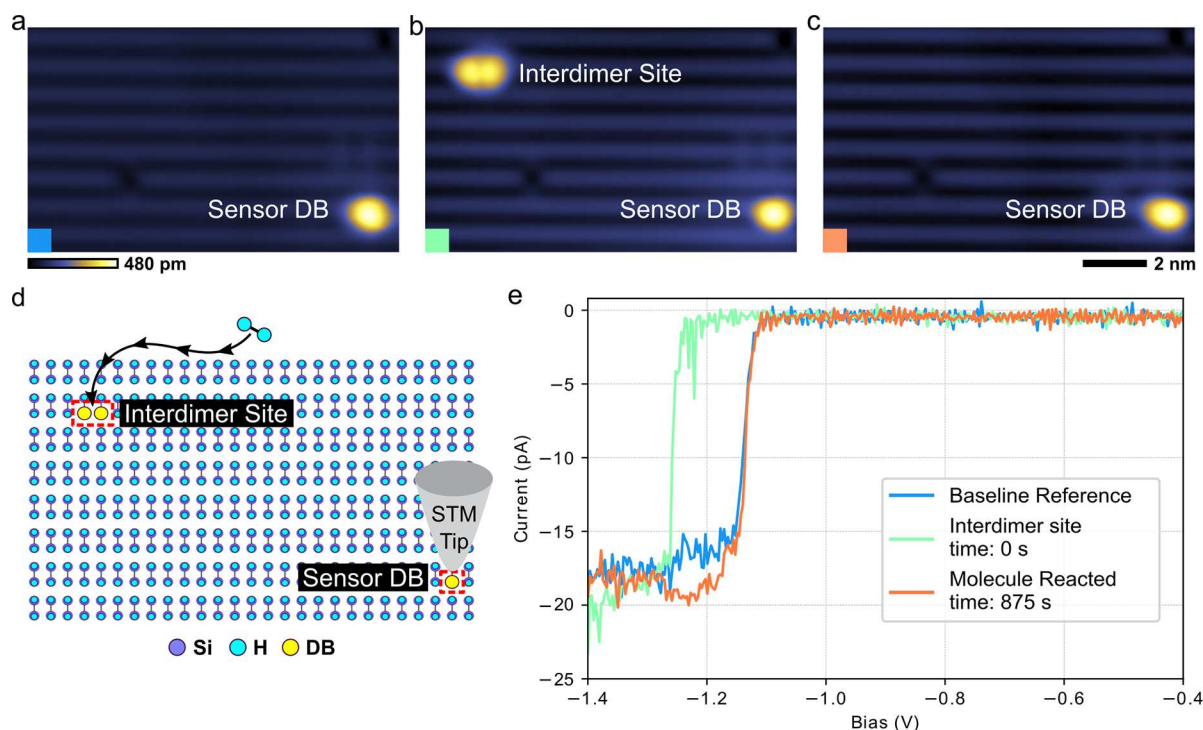 a
b
c
Interdimer Site
Sensor DB
Sensor DB
Sensor DB
480 pm
2 nm
d
e
Interdimer Site
STM
Tip
Sensor DB
Si H DB
0
−5
−10
−15
−20
−25
Current (pA)
Baseline Reference
Interdimer site
time: 0 s
Molecule Reacted
time: 875 s
−1.4 −1.2 −1.0 −0.8 −0.6 −0.4
Bias (V)